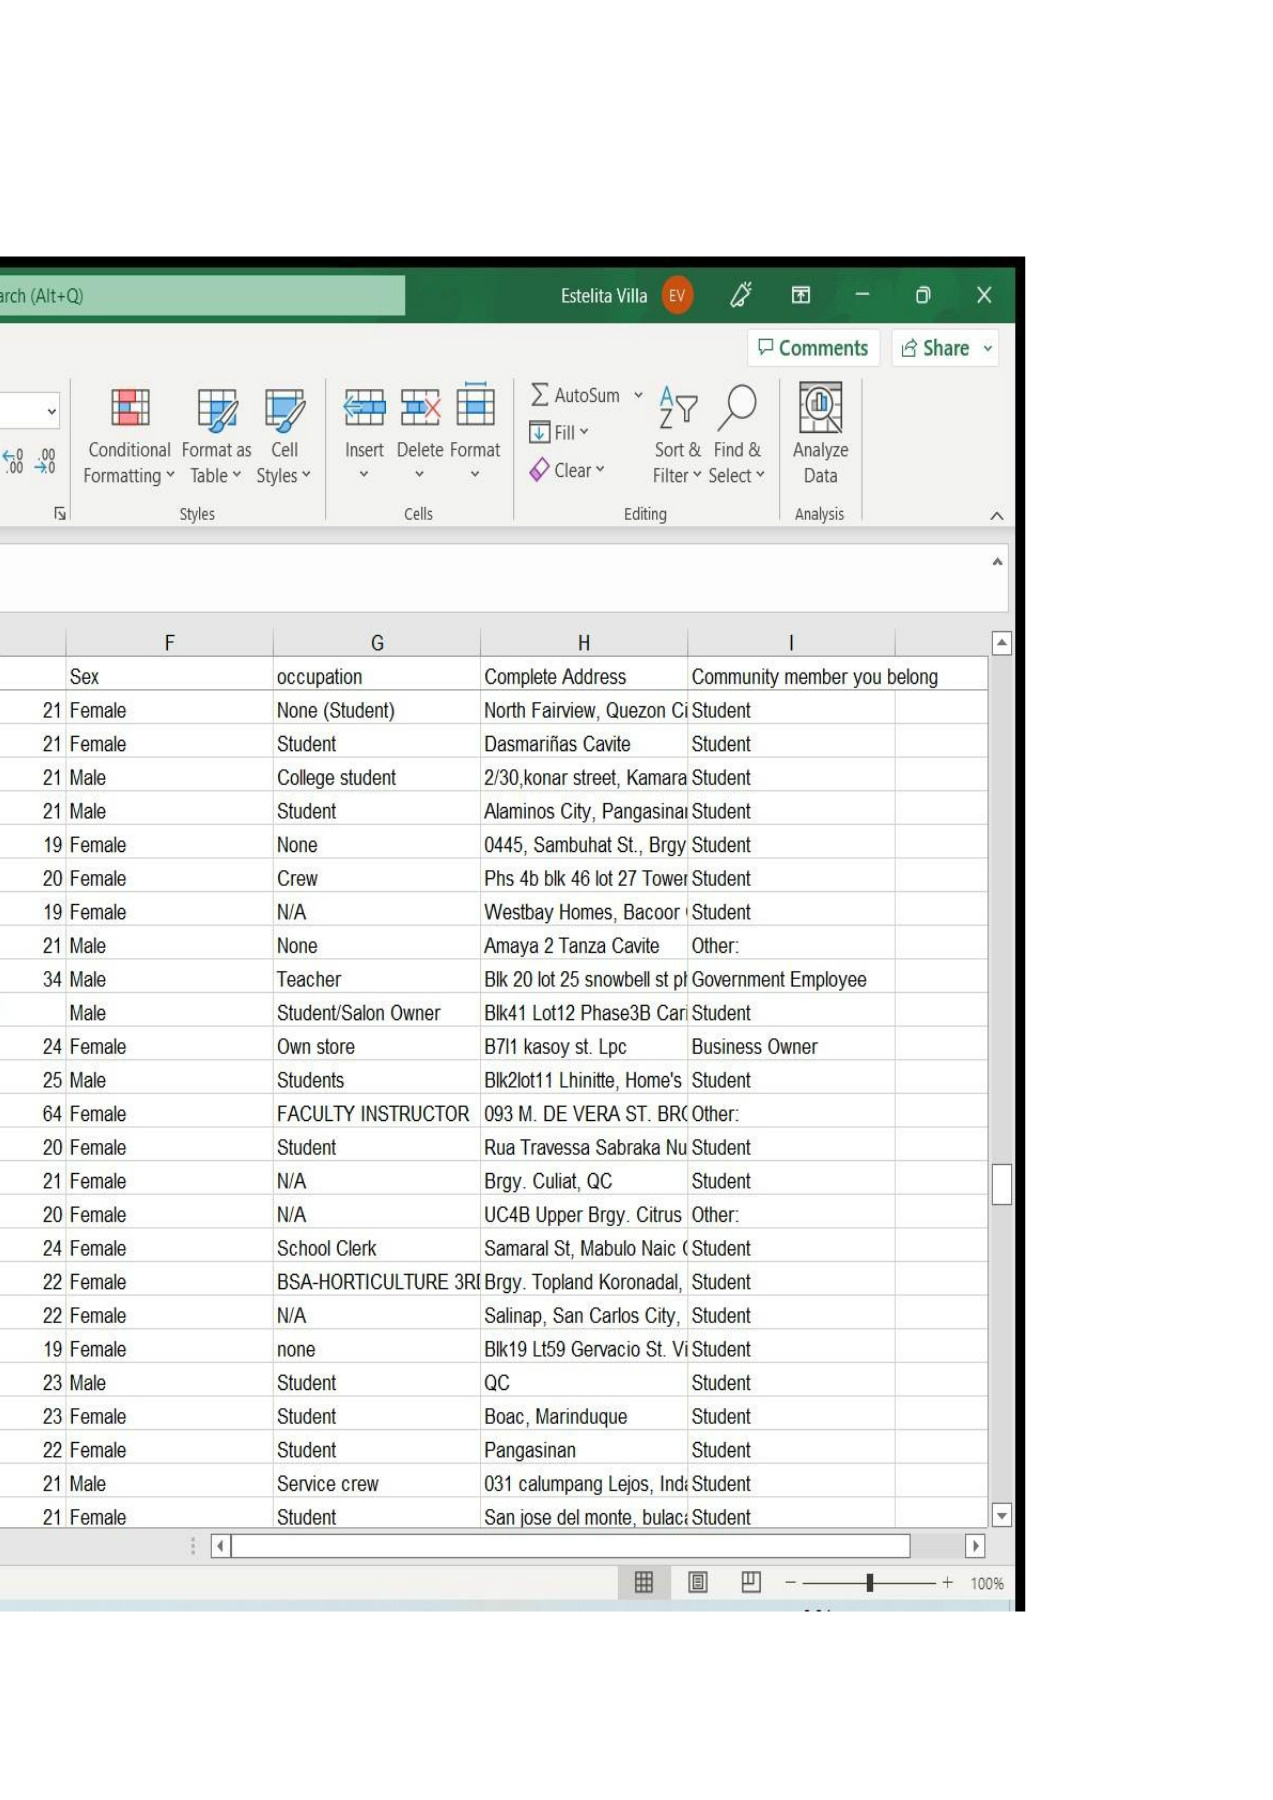 arch (Alt+Q) Estelita Villa EV
Comments Share
Conditional Formatting Format as Table Cell Styles Insert Delete Format AutoSum Fill Clear Sort & Filter Find & Select Analyze Data
Styles Cells Editing Analysis
F G H I
Sex occupation Complete Address Community member you belong
21 Female None (Student) North Fairview, Quezon Ci Student
21 Female Student Dasmariñas Cavite Student
21 Male College student 2/30,konar street, Kamara Student
21 Male Student Alaminos City, Pangasinan Student
19 Female None 0445, Sambuhat St., Brgy Student
20 Female Crew Phs 4b blk 46 lot 27 Tower Student
19 Female N/A Westbay Homes, Bacoor Student
21 Male None Amaya 2 Tanza Cavite Other:
34 Male Teacher Blk 20 lot 25 snowbell st ph Government Employee
Male Student/Salon Owner Blk41 Lot12 Phase3B Cari Student
24 Female Own store B7l1 kasoy st. Lpc Business Owner
25 Male Students Blk2lot11 Lhinitte, Home's Student
64 Female FACULTY INSTRUCTOR 093 M. DE VERA ST. BRG Other:
20 Female Student Rua Travessa Sabraka Nu Student
21 Female N/A Brgy. Culiat, QC Student
20 Female N/A UC4B Upper Brgy. Citrus Other:
24 Female School Clerk Samaral St, Mabulo Naic C Student
22 Female BSA-HORTICULTURE 3RD Brgy. Topland Koronadal, Student
22 Female N/A Salinap, San Carlos City, Student
19 Female none Blk19 Lt59 Gervacio St. Vi Student
23 Male Student QC Student
23 Female Student Boac, Marinduque Student
22 Female Student Pangasinan Student
21 Male Service crew 031 calumpang Lejos, Inda Student
21 Female Student San jose del monte, bulaca Student
100%